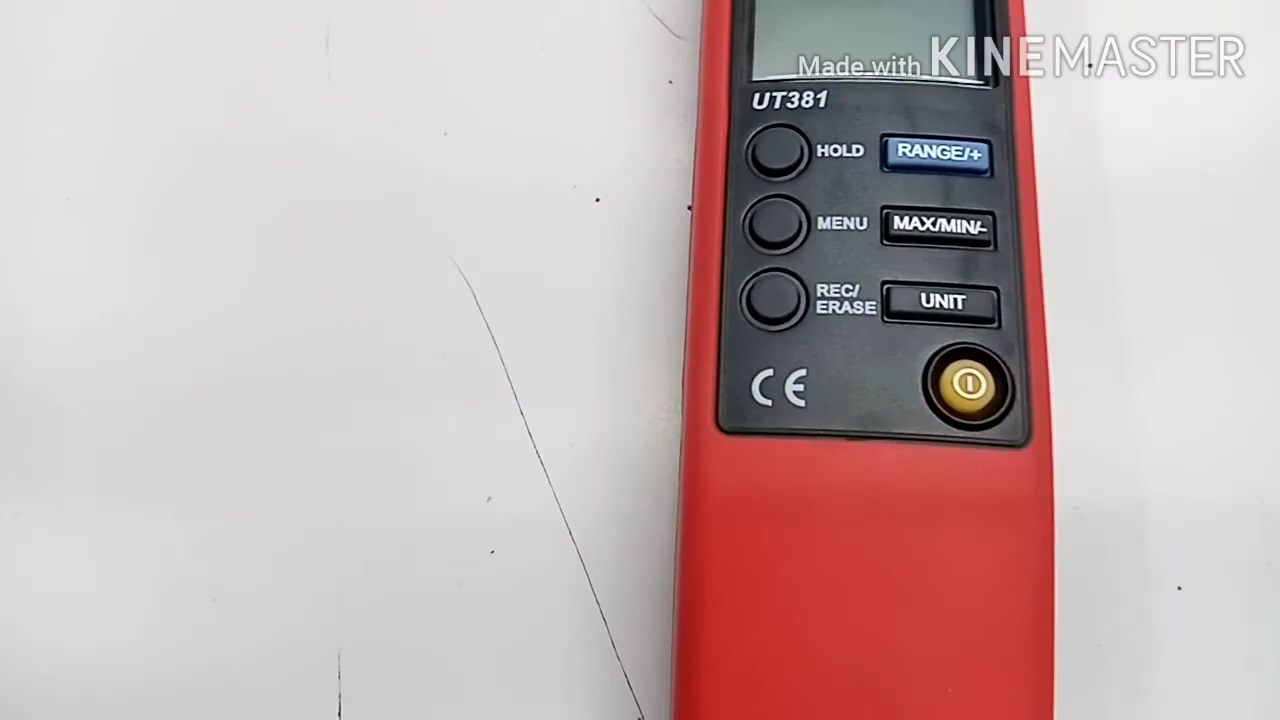 Made with KINEMASTER
UT381
HOLD RANGE/+
MENU MAX/MIN/-
REC/
ERASE UNIT
CE